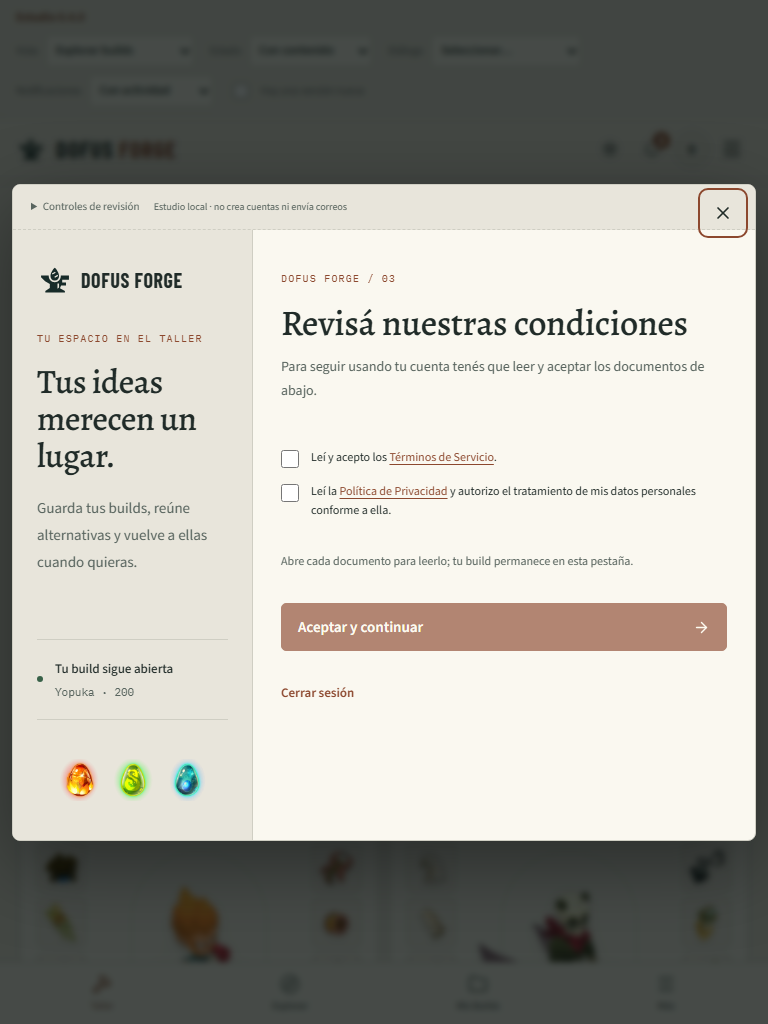 DOFUS FORGE
Controles de revisión
Estudio local · no crea cuentas ni envía correos
DOFUS FORGE
TU ESPACIO EN EL TALLER
Tus ideas
merecen un
lugar.
Guarda tus builds, reúne
alternativas y vuelve a ellas
cuando quieras.
Tu build sigue abierta
Yopuka · 200
DOFUS FORGE / 03
Revisá nuestras condiciones
Para seguir usando tu cuenta tenés que leer y aceptar los documentos de
abajo.
Leí y acepto los Términos de Servicio.
Leí la Política de Privacidad y autorizo el tratamiento de mis datos personales
conforme a ella.
Abre cada documento para leerlo; tu build permanece en esta pestaña.
Aceptar y continuar
Cerrar sesión